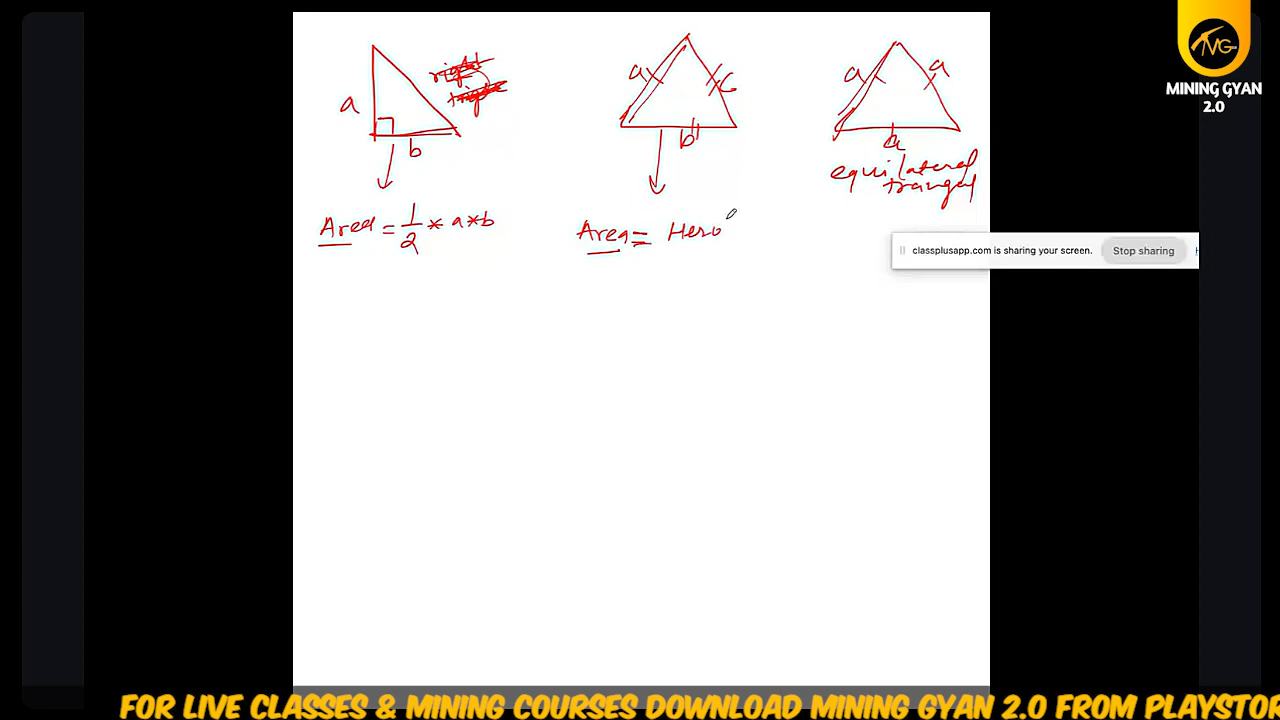 MG
MINING GYAN
2.0
a
b
a
c
b
a
a
a
equilateral
Area = 1/2 * a * b
Area = Hero
classplusapp.com is sharing your screen. Stop sharing
FOR LIVE CLASSES & MINING COURSES DOWNLOAD MINING GYAN 2.0 FROM PLAYSTOR